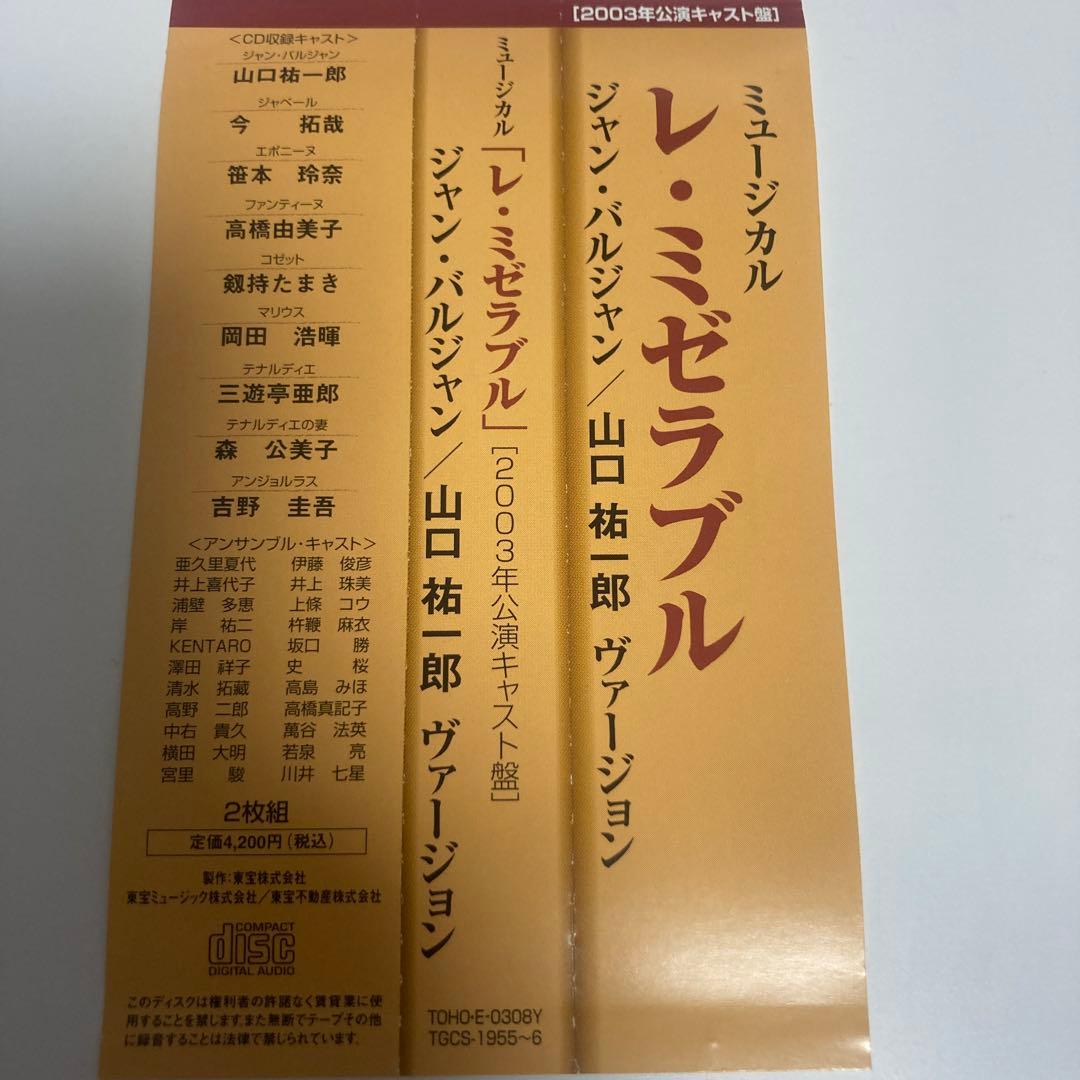 [2003年公演キャスト盤]
ミュージカル
レ・ミゼラブル
ジャン・バルジャン／山口 祐一郎 ヴァージョン
ミュージカル「レ・ミゼラブル」[2003年公演キャスト盤]
ジャン・バルジャン／山口 祐一郎 ヴァージョン
TOHO・E-0308Y
TGCS-1955～6
＜CD収録キャスト＞
ジャン・バルジャン
山口祐一郎
ジャベール
今 拓哉
エポニーヌ
笹本 玲奈
ファンティーヌ
高橋由美子
コゼット
剱持たまき
マリウス
岡田 浩暉
テナルディエ
三遊亭亜郎
テナルディエの妻
森 公美子
アンジョルラス
吉野 圭吾
＜アンサンブル・キャスト＞
亜久里夏代 伊藤 俊彦
井上喜代子 井上 珠美
浦壁 多恵 上條 コウ
岸 祐二 杵鞭 麻衣
KENTARO 坂口 勝
澤田 祥子 史 桜
清水 拓藏 高島 みほ
高野 二郎 高橋真記子
中右 貴久 萬谷 法英
横田 大明 若泉 亮
宮里 駿 川井 七星
2枚組
定価4,200円（税込）
製作：東宝株式会社
東宝ミュージック株式会社／東宝不動産株式会社
COMPACT
disc
DIGITAL AUDIO
このディスクは権利者の許諾なく賃貸業に使
用することを禁します。また無断でテープその他
に録音することは法律で禁じられています。